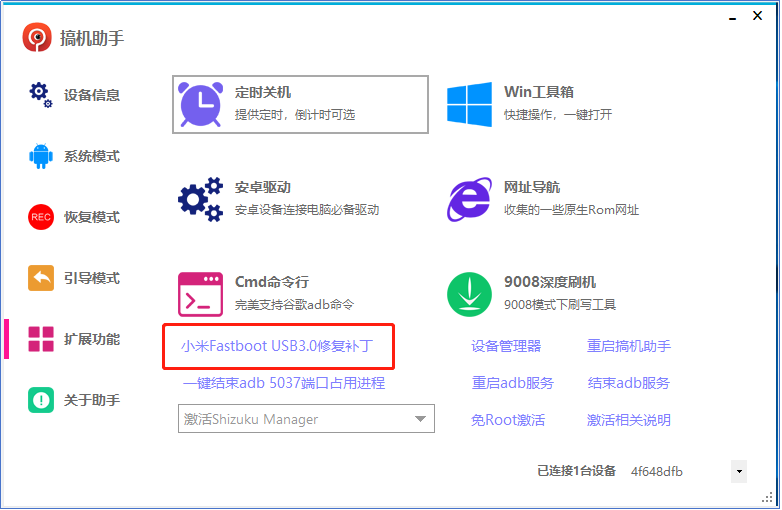 搞机助手
设备信息
系统模式
REC
恢复模式
引导模式
扩展功能
关于助手
定时关机
提供定时，倒计时可选
Win工具箱
快捷操作，一键打开
安卓驱动
安卓设备连接电脑必备驱动
网址导航
收集的一些原生Rom网址
Cmd命令行
完美支持谷歌adb命令
9008深度刷机
9008模式下刷写工具
小米Fastboot USB3.0修复补丁
设备管理器
重启搞机助手
一键结束adb 5037端口占用进程
重启adb服务
结束adb服务
激活Shizuku Manager
免Root激活
激活相关说明
已连接1台设备
4f648dfb